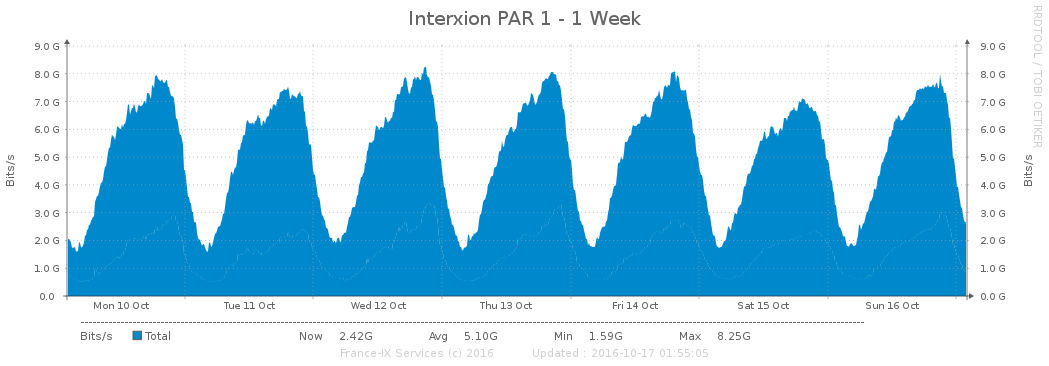 Interxion PAR 1 - 1 Week
RRDTOOL / TOBI OETIKER
9.0 G 9.0 G
8.0 G 8.0 G
7.0 G 7.0 G
6.0 G 6.0 G
5.0 G 5.0 G
4.0 G 4.0 G
3.0 G 3.0 G
2.0 G 2.0 G
1.0 G 1.0 G
0.0 0.0 G
Bits/s
Bits/s
Mon 10 Oct Tue 11 Oct Wed 12 Oct Thu 13 Oct Fri 14 Oct Sat 15 Oct Sun 16 Oct
Bits/s Total Now 2.42G Avg 5.10G Min 1.59G Max 8.25G
France-IX Services (c) 2016 Updated : 2016-10-17 01:55:05